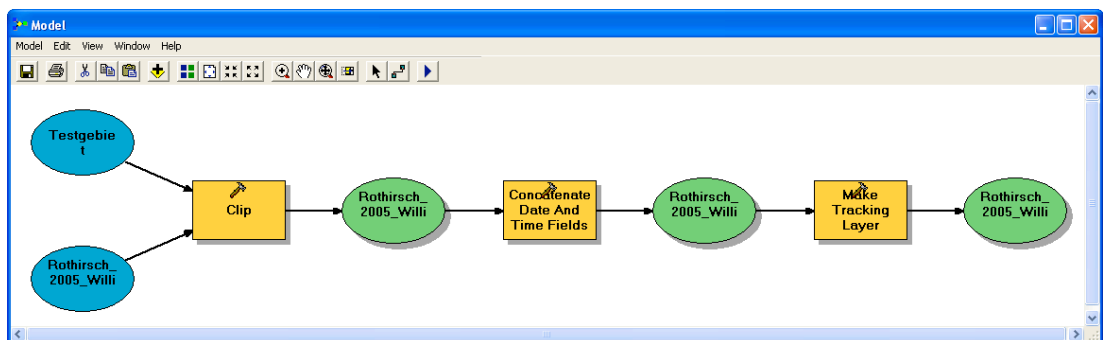 Model
Model Edit View Window Help
Testgebie
t
Rothirsch_
2005_Willi
Clip
Rothirsch_
2005_Willi
Concatenate
Date And
Time Fields
Rothirsch_
2005_Willi
Make
Tracking
Layer
Rothirsch_
2005_Willi